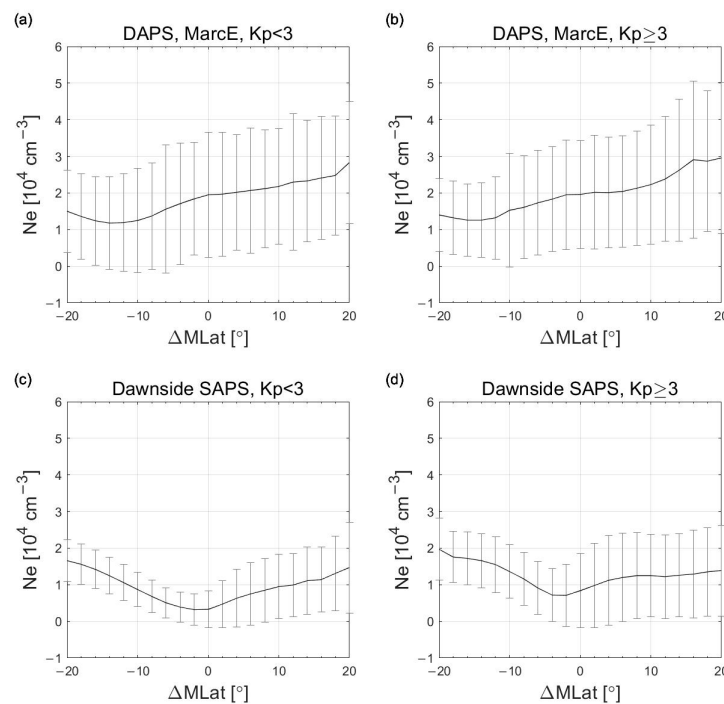 (a)
DAPS, MarcE, Kp<3
6
5
4
3
2
1
0
−1
Ne [10⁴ cm⁻³]
−20 −10 0 10 20
ΔMLat [°]
(b)
DAPS, MarcE, Kp≥3
6
5
4
3
2
1
0
−1
Ne [10⁴ cm⁻³]
−20 −10 0 10 20
ΔMLat [°]
(c)
Dawnside SAPS, Kp<3
6
5
4
3
2
1
0
−1
Ne [10⁴ cm⁻³]
−20 −10 0 10 20
ΔMLat [°]
(d)
Dawnside SAPS, Kp≥3
6
5
4
3
2
1
0
−1
Ne [10⁴ cm⁻³]
−20 −10 0 10 20
ΔMLat [°]